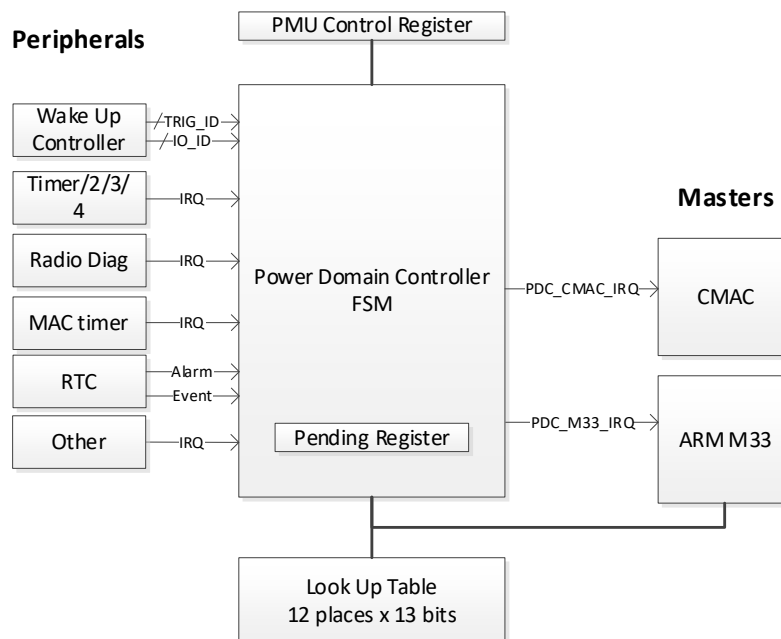 PMU Control Register
Peripherals
Wake Up
Controller
TRIG_ID
IO_ID
Timer/2/3/
4
IRQ
Radio Diag
IRQ
MAC timer
IRQ
RTC
Alarm
Event
Other
IRQ
Power Domain Controller
FSM
Pending Register
Masters
PDC_CMAC_IRQ
CMAC
PDC_M33_IRQ
ARM M33
Look Up Table
12 places x 13 bits